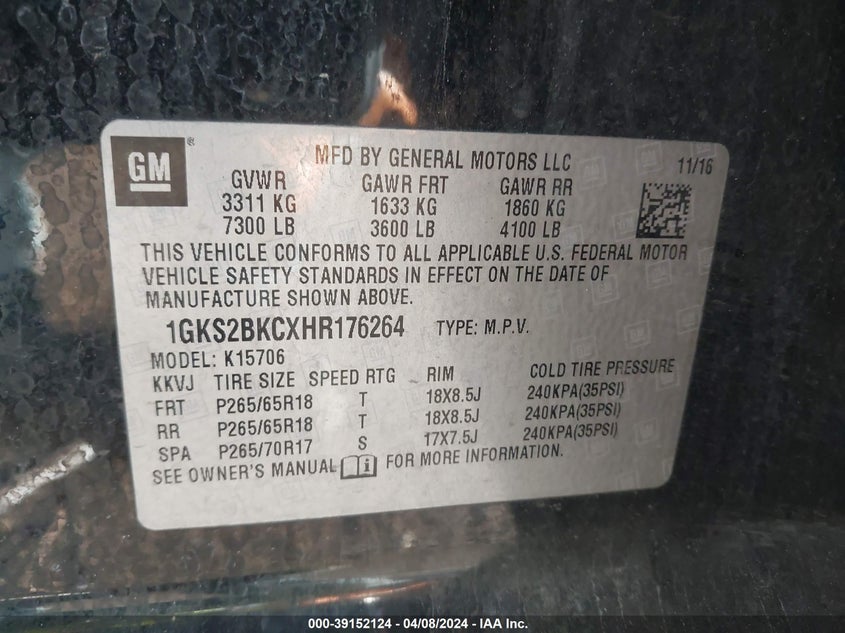 GM ®
MFD BY GENERAL MOTORS LLC 11/16
GVWR GAWR FRT GAWR RR
3311 KG 1633 KG 1860 KG
7300 LB 3600 LB 4100 LB
THIS VEHICLE CONFORMS TO ALL APPLICABLE U.S. FEDERAL MOTOR
VEHICLE SAFETY STANDARDS IN EFFECT ON THE DATE OF
MANUFACTURE SHOWN ABOVE.
1GKS2BKCXHR176264 TYPE: M.P.V.
MODEL: K15706
KKVJ TIRE SIZE SPEED RTG RIM COLD TIRE PRESSURE
FRT P265/65R18 T 18X8.5J 240KPA(35PSI)
RR P265/65R18 T 18X8.5J 240KPA(35PSI)
SPA P265/70R17 S 17X7.5J 240KPA(35PSI)
SEE OWNER'S MANUAL i FOR MORE INFORMATION.
000-39152124 - 04/08/2024 - IAA Inc.